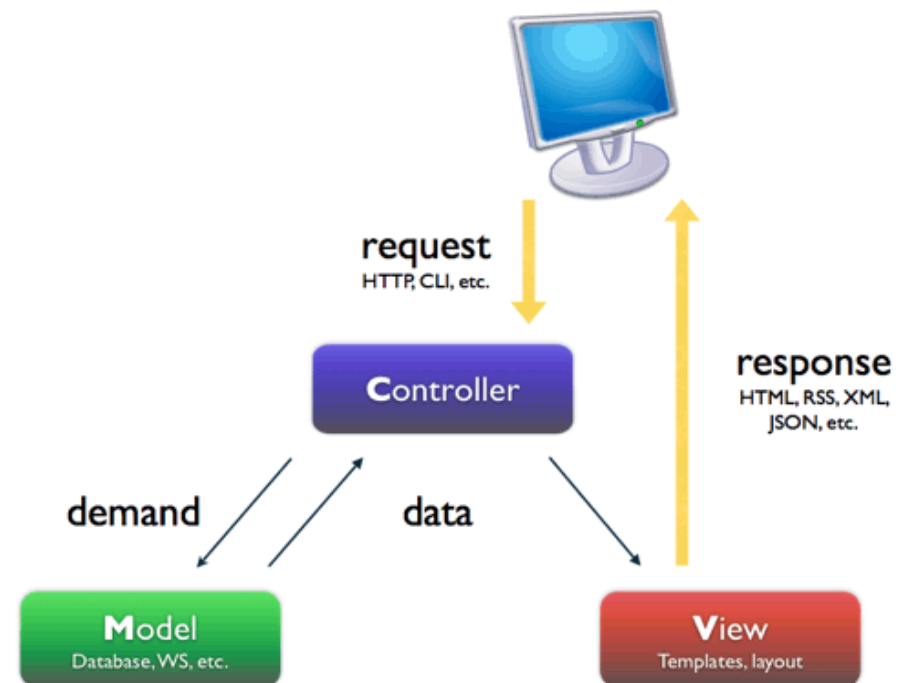 request
HTTP, CLI, etc.
Controller
response
HTML, RSS, XML,
JSON, etc.
demand
data
Model
Database, WS, etc.
View
Templates, layout